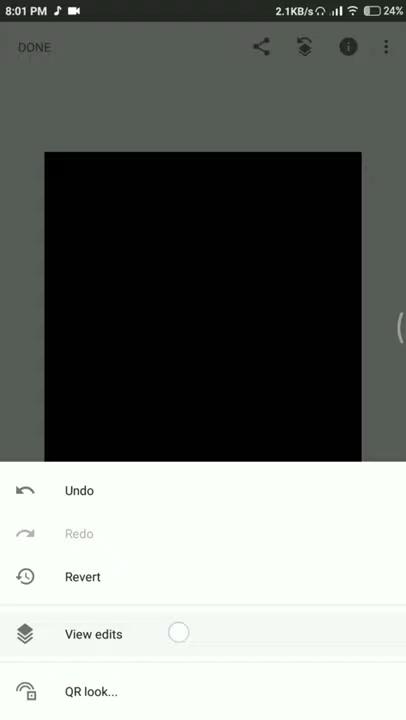 8:01 PM 2.1KB/s 24%
DONE
Undo
Redo
Revert
View edits
QR look...